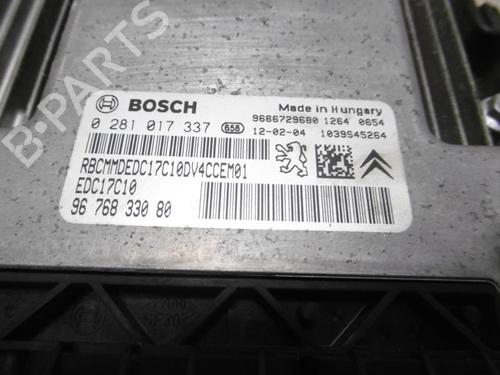 B-PARTS
BOSCH
Made in Hungary
0 281 017 337 658
9666729680 1264 0654
12-02-04 1039S45264
RBCMMDEDC17C10DV4CCEM01
EDC17C10
96 768 330 80